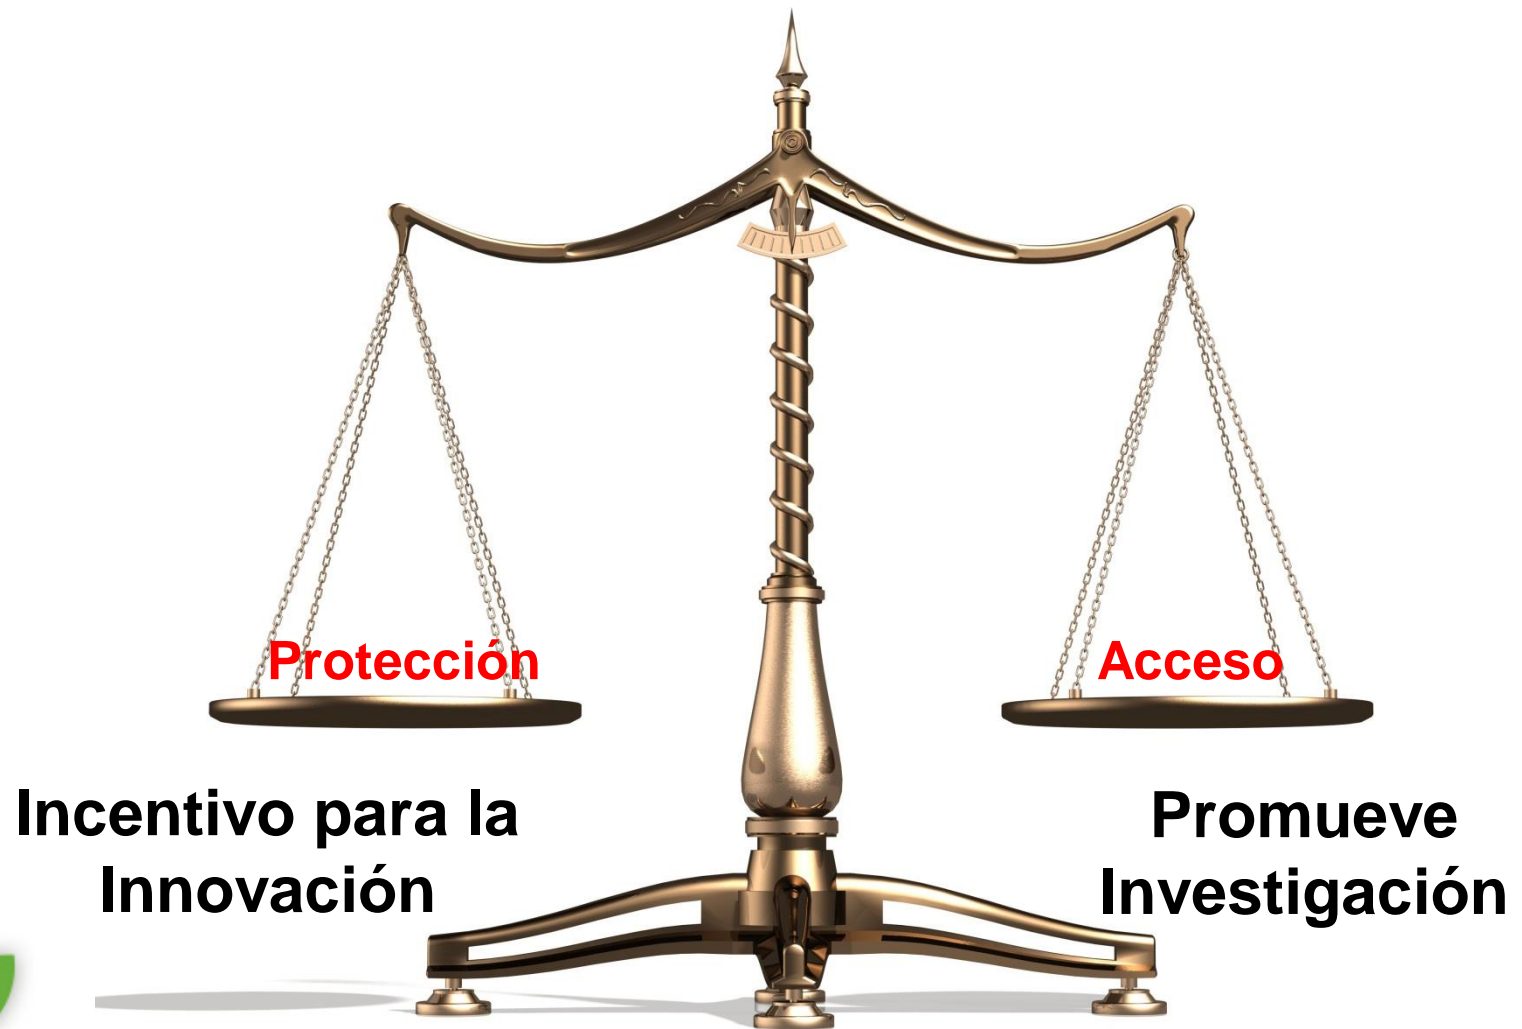 Protección
Acceso
Incentivo para la
Innovación
Promueve
Investigación